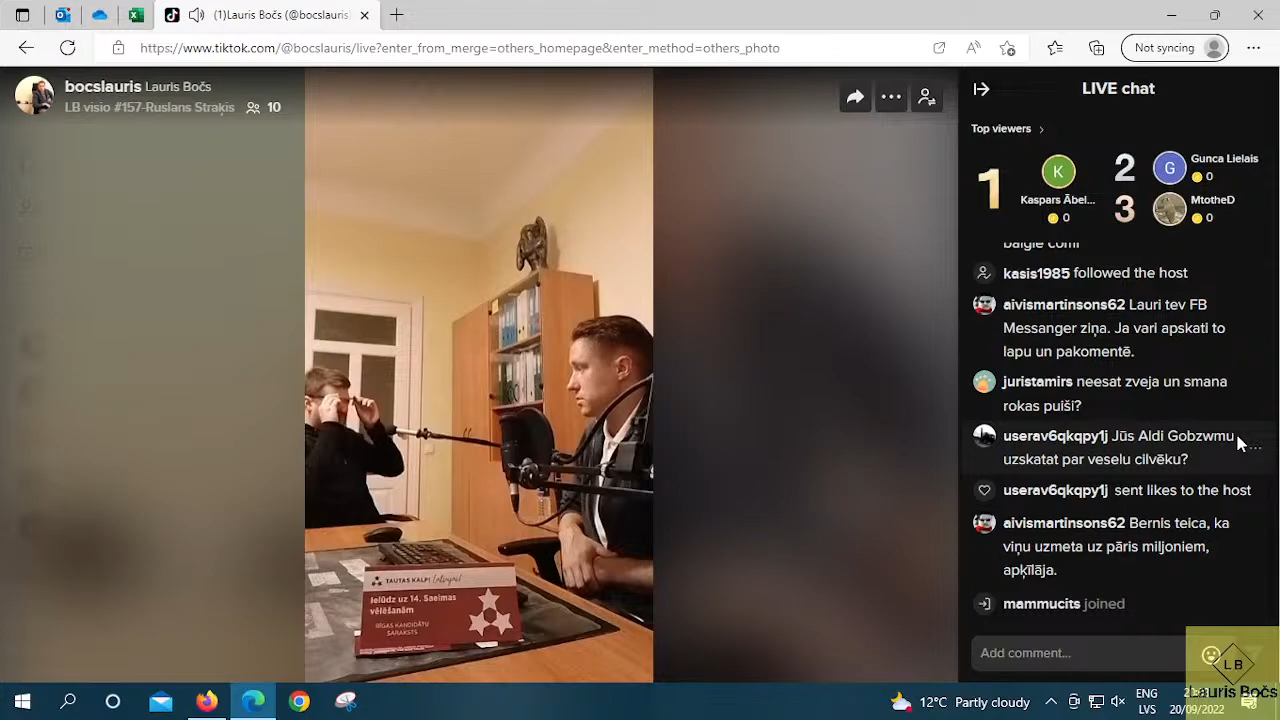 (1)Lauris Bočs (@bocslauris
https://www.tiktok.com/@bocslauris/live?enter_from_merge=others_homepage&enter_method=others_photo
Not syncing
bocslauris Lauris Bočs
LB visio #157-Ruslans Straķis 10
LIVE chat
Top viewers
1
K
Kaspars Ābel...
0
2
G
Gunca Lielais
0
3
MtotheD
0
kasis1985 followed the host
aivismartinsons62 Lauri tev FB
Messanger ziņa. Ja vari apskati to
lapu un pakomentē.
juristamirs neesat zveja un smana
rokas puiši?
userav6qkqpy1j Jūs Aldi Gobzwmu
uzskatat par veselu cilvēku?
userav6qkqpy1j sent likes to the host
aivismartinsons62 Bernis teica, ka
viņu uzmeta uz pāris miljoniem,
apķīlāja.
mammucits joined
Add comment...
TAUTAS KALPI Latvijai!
Ielūdz uz 14. Saeimas
vēlēšanām
RĪGAS KANDIDĀTU
SARAKSTS
LB
Lauris Bočs
12°C Partly cloudy
ENG
LVS
20/09/2022